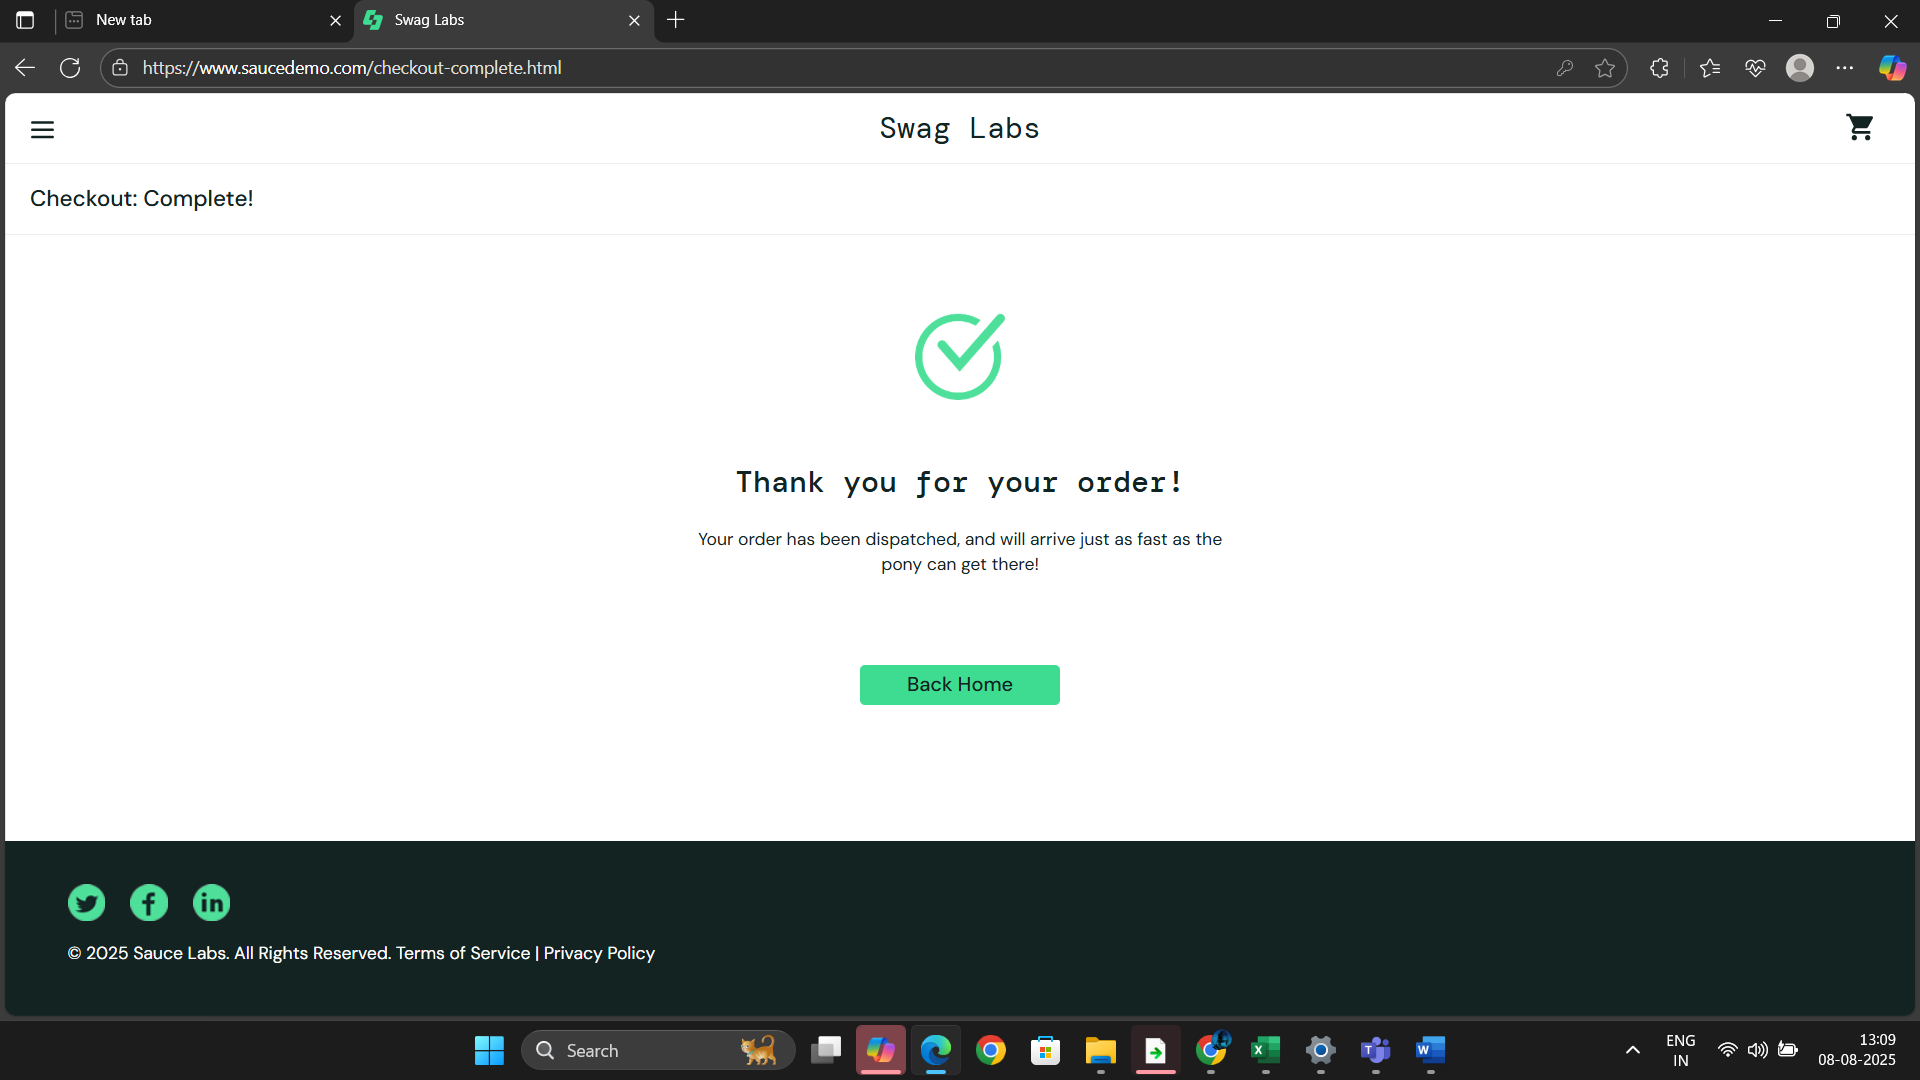 New tab
Swag Labs
https://www.saucedemo.com/checkout-complete.html
Swag Labs
Checkout: Complete!
Thank you for your order!
Your order has been dispatched, and will arrive just as fast as the
pony can get there!
Back Home
© 2025 Sauce Labs. All Rights Reserved. Terms of Service | Privacy Policy
Search
ENG
IN
13:09
08-08-2025